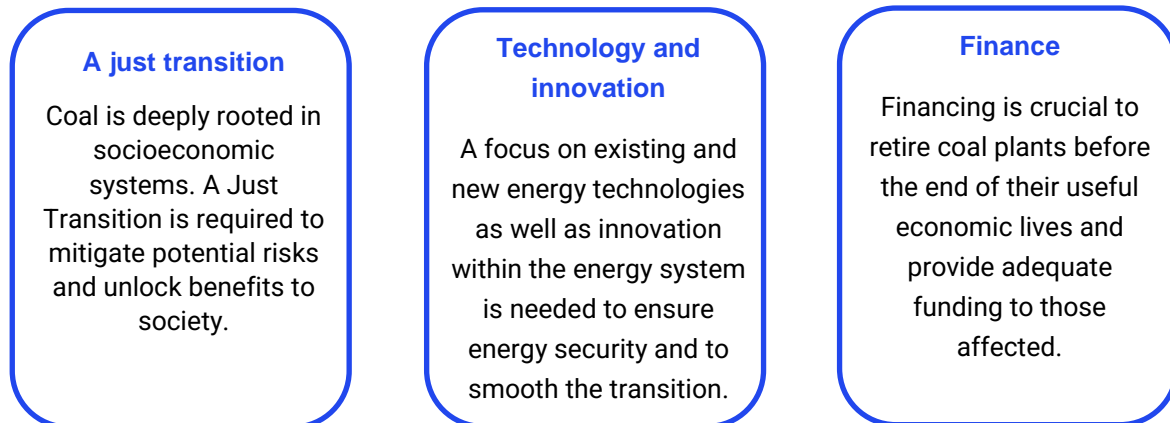 A just transition
Coal is deeply rooted in
socioeconomic
systems. A Just
Transition is required to
mitigate potential risks
and unlock benefits to
society.
Technology and
innovation
A focus on existing and
new energy technologies
as well as innovation
within the energy system
is needed to ensure
energy security and to
smooth the transition.
Finance
Financing is crucial to
retire coal plants before
the end of their useful
economic lives and
provide adequate
funding to those
affected.